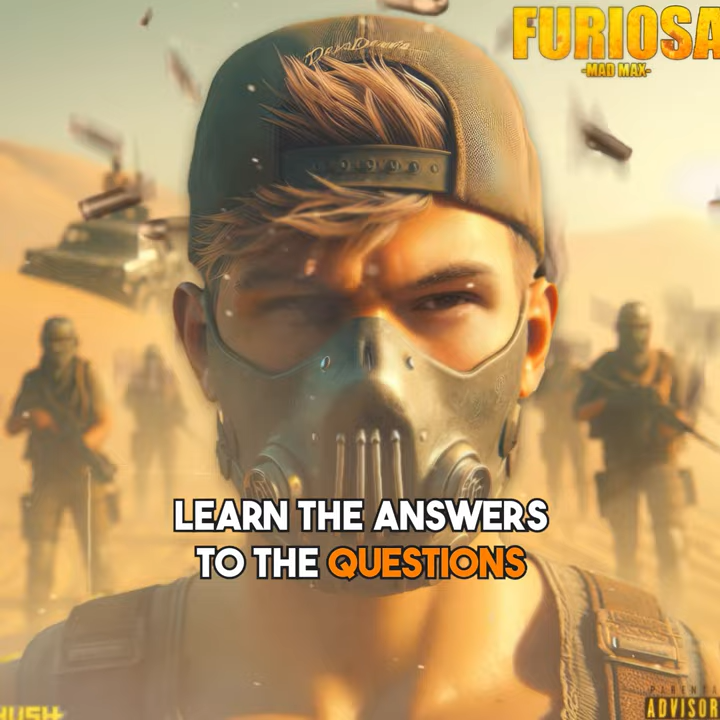 FURIOSA
-MAD MAX-
LEARN THE ANSWERS
TO THE QUESTIONS
ADVISOR